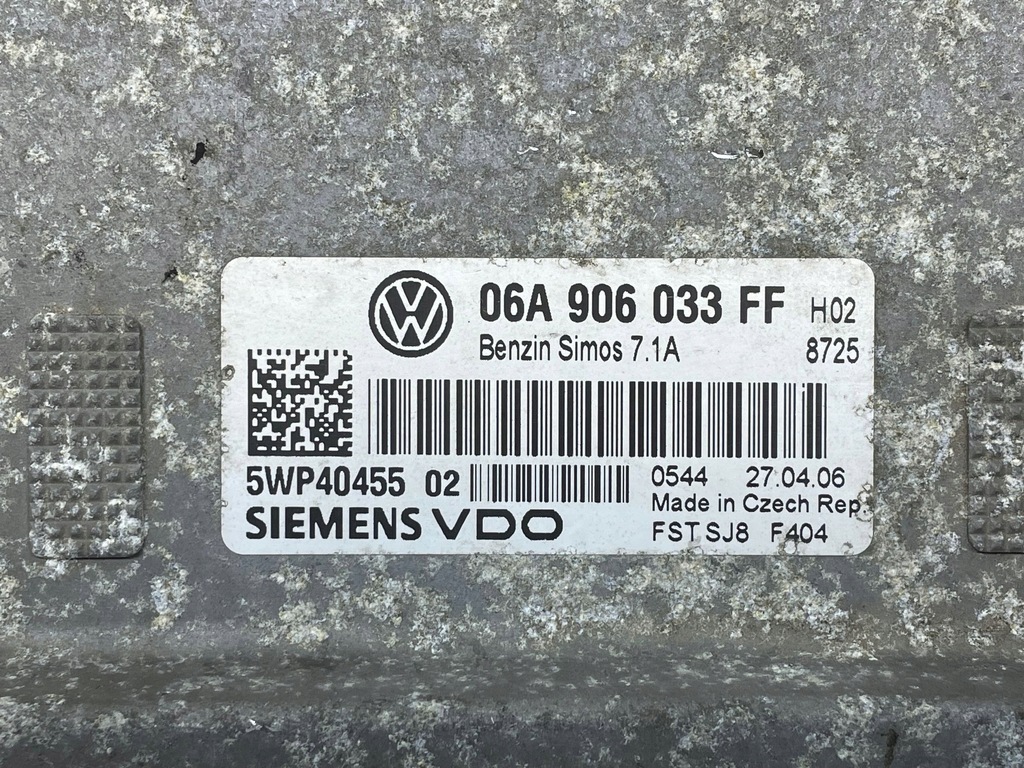 06A 906 033 FF H02
Benzin Simos 7.1A 8725
5WP40455 02 0544 27.04.06
Made in Czech Rep.
SIEMENS VDO FST SJ8 F404